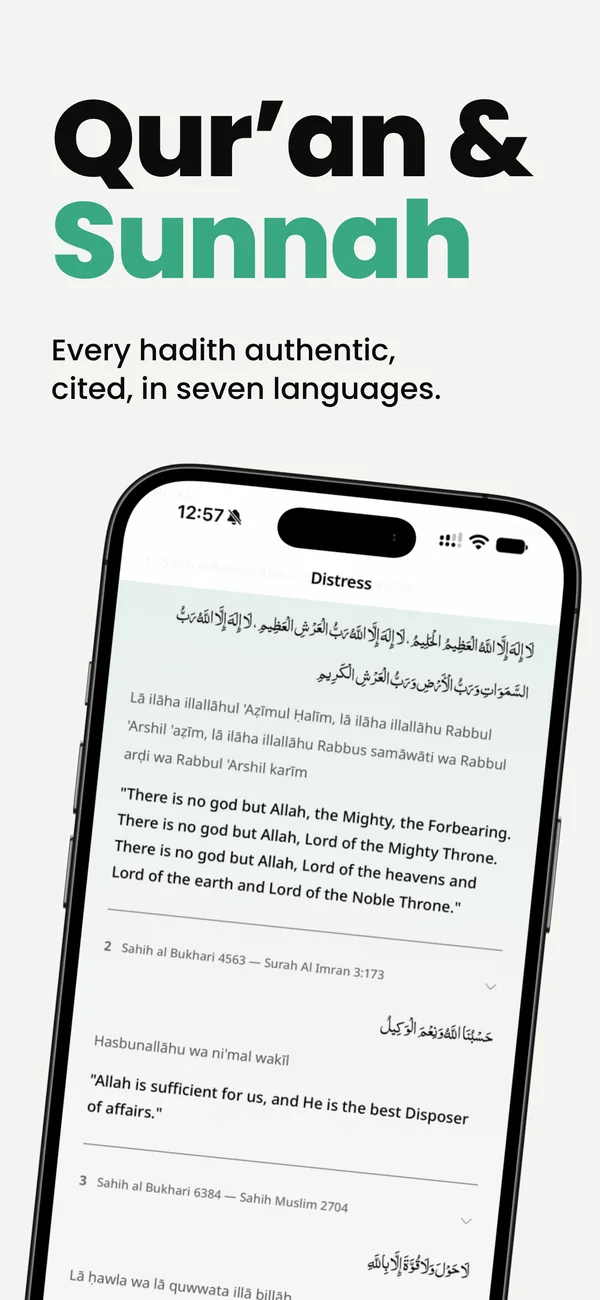 Qur’an &
Sunnah
Every hadith authentic,
cited, in seven languages.
12:57
Distress
لَا إِلَهَ إِلَّا اللَّهُ الْعَظِيمُ الْحَلِيمُ، لَا إِلَهَ إِلَّا اللَّهُ رَبُّ الْعَرْشِ الْعَظِيمِ، لَا إِلَهَ إِلَّا اللَّهُ رَبُّ
السَّمَوَاتِ وَرَبُّ الْأَرْضِ وَرَبُّ الْعَرْشِ الْكَرِيمِ
Lā ilāha illallāhul 'Aẓīmul Ḥalīm, lā ilāha illallāhu Rabbul
'Arshil 'aẓīm, lā ilāha illallāhu Rabbus samāwāti wa Rabbul
arḍi wa Rabbul 'Arshil karīm
"There is no god but Allah, the Mighty, the Forbearing.
There is no god but Allah, Lord of the Mighty Throne.
There is no god but Allah, Lord of the heavens and
Lord of the earth and Lord of the Noble Throne."
2 Sahih al Bukhari 4563 — Surah Al Imran 3:173
حَسْبُنَا اللَّهُ وَنِعْمَ الْوَكِيلُ
Hasbunallāhu wa ni'mal wakīl
"Allah is sufficient for us, and He is the best Disposer
of affairs."
3 Sahih al Bukhari 6384 — Sahih Muslim 2704
لَا حَوْلَ وَلَا قُوَّةَ إِلَّا بِاللَّهِ
Lā ḥawla wa lā quwwata illā billāh